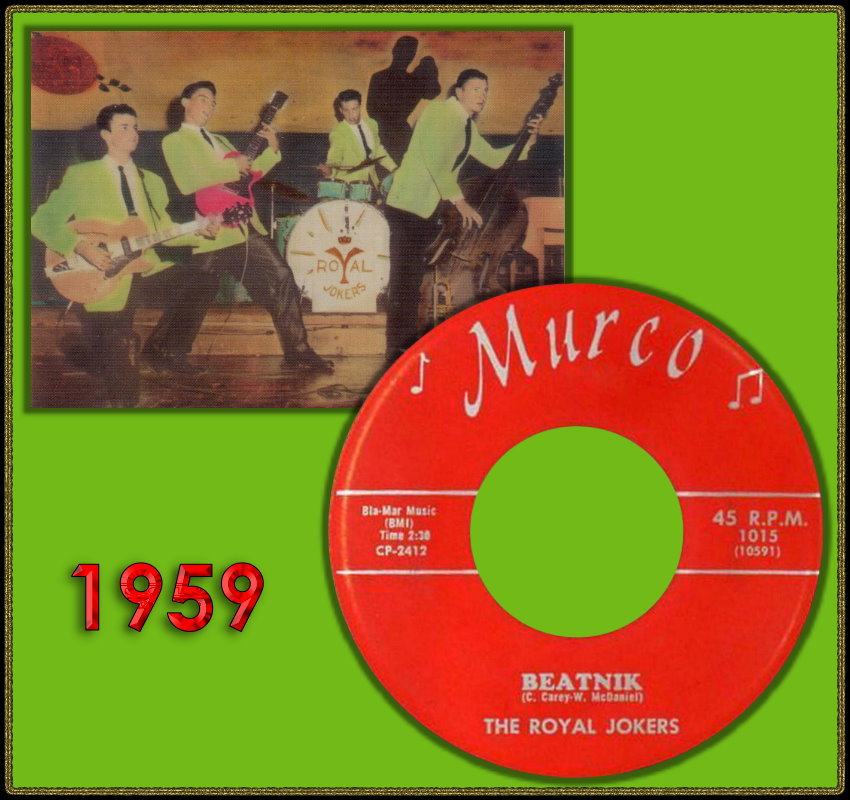 ROYAL
JOKERS
Murco
Bla-Mar Music
(BMI)
Time 2:30
CP-2412
45 R.P.M.
1015
(10591)
1959
BEATNIK
(C. Carey-W. McDaniel)
THE ROYAL JOKERS